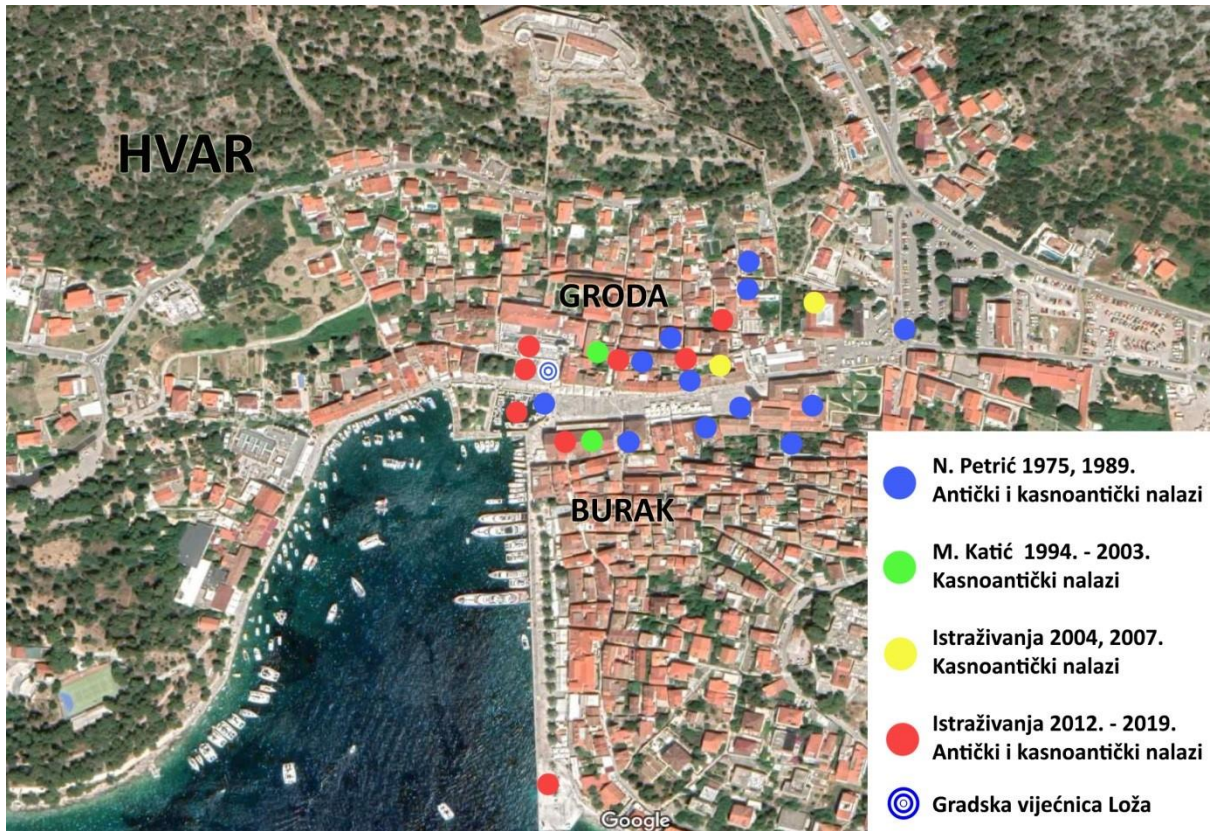 HVAR
GRODA
BURAK
N. Petrić 1975, 1989.
Antički i kasnoantički nalazi
M. Katić 1994. - 2003.
Kasnoantički nalazi
Istraživanja 2004, 2007.
Kasnoantički nalazi
Istraživanja 2012. - 2019.
Antički i kasnoantički nalazi
Gradska vijećnica Loža
Google